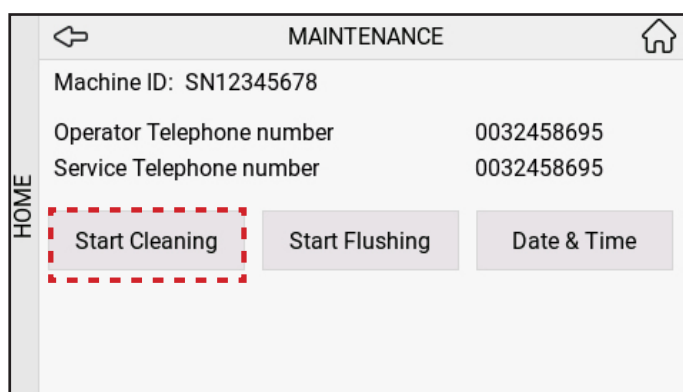 MAINTENANCE
Machine ID: SN12345678
Operator Telephone number 0032458695
Service Telephone number 0032458695
HOME
Start Cleaning Start Flushing Date & Time